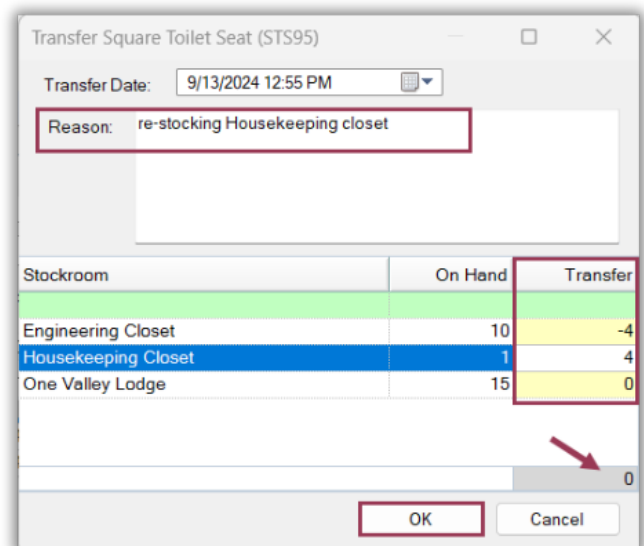 Transfer Square Toilet Seat (STS95)
Transfer Date: 9/13/2024 12:55 PM
Reason: re-stocking Housekeeping closet
Stockroom On Hand Transfer
Engineering Closet 10 -4
Housekeeping Closet 1 4
One Valley Lodge 15 0
0
OK Cancel